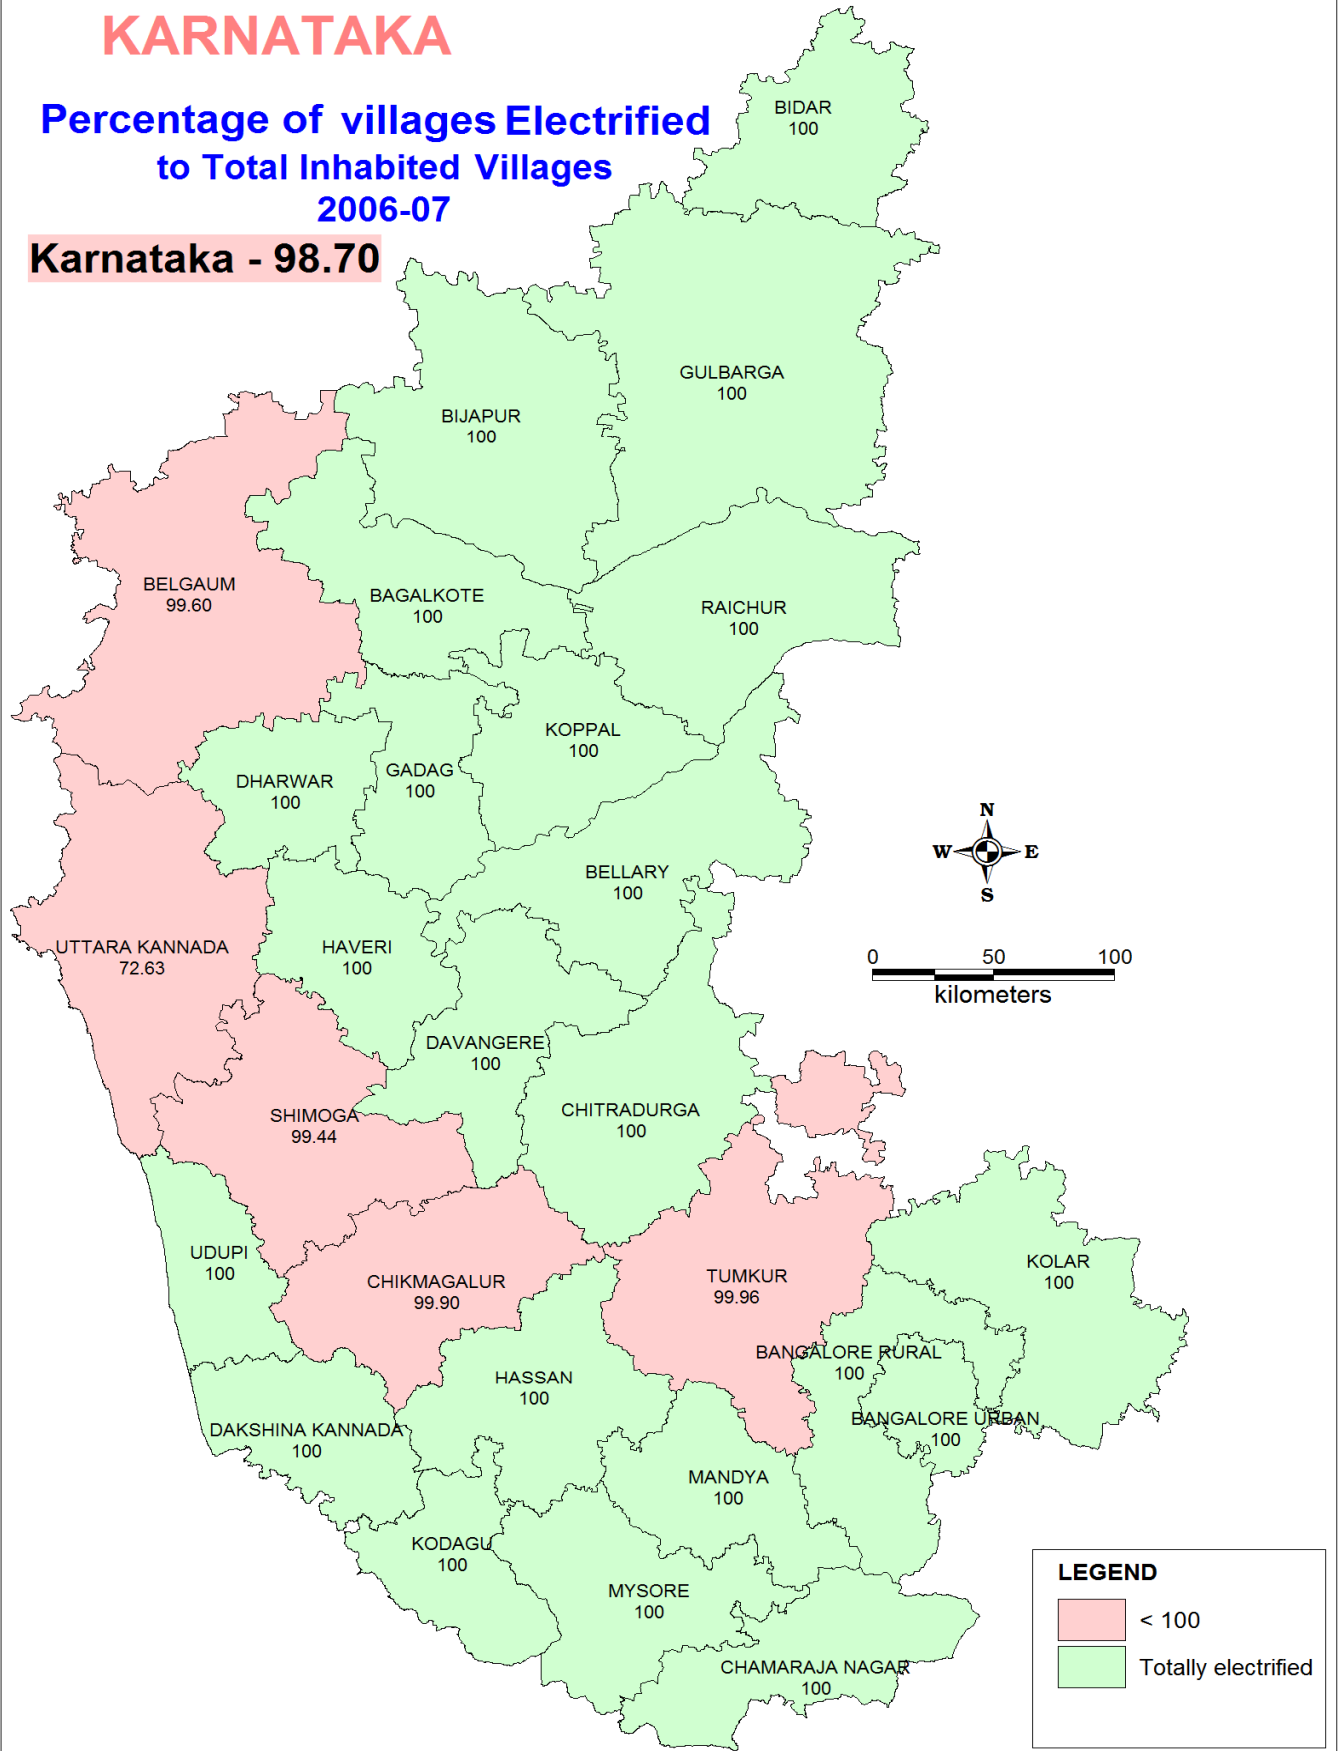 KARNATAKA
Percentage of villages Electrified
to Total Inhabited Villages
2006-07
Karnataka - 98.70
BIDAR
100
GULBARGA
100
BIJAPUR
100
BELGAUM
99.60
BAGALKOTE
100
RAICHUR
100
KOPPAL
100
GADAG
100
DHARWAR
100
BELLARY
100
N
W E
S
UTTARA KANNADA
72.63
HAVERI
100
0 50 100
kilometers
DAVANGERE
100
SHIMOGA
99.44
CHITRADURGA
100
UDUPI
100
CHIKMAGALUR
99.90
TUMKUR
99.96
KOLAR
100
BANGALORE RURAL
100
HASSAN
100
BANGALORE URBAN
100
DAKSHINA KANNADA
100
MANDYA
100
KODAGU
100
MYSORE
100
CHAMARAJA NAGAR
100
LEGEND
< 100
Totally electrified